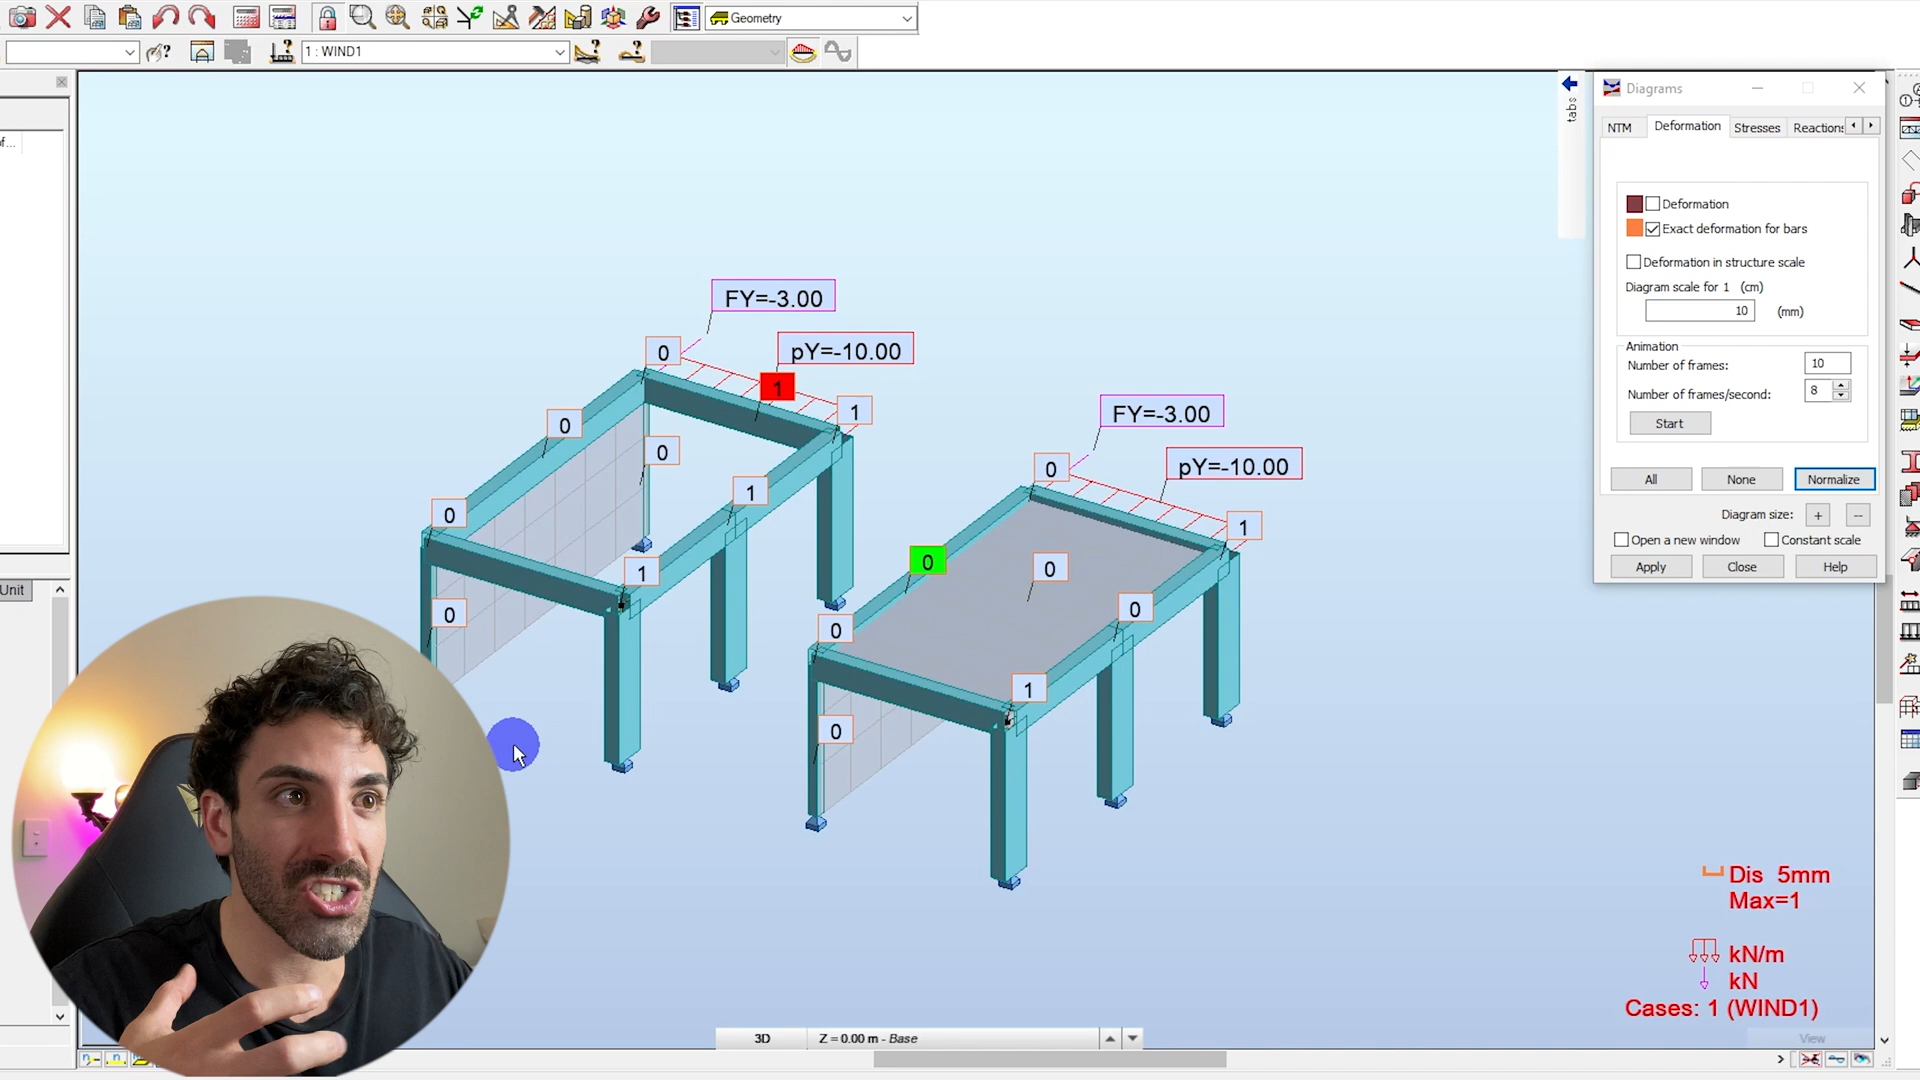 Geometry
1 : WIND1
of...
Unit
tabs
Diagrams
NTM
Deformation
Stresses
Reactions
Deformation
Exact deformation for bars
Deformation in structure scale
Diagram scale for 1 (cm)
10
(mm)
Animation
Number of frames:
10
Number of frames/second:
8
Start
All
None
Normalize
Diagram size:
+
--
Open a new window
Constant scale
Apply
Close
Help
FY=-3.00
0
pY=-10.00
1
1
0
0
1
0
1
0
FY=-3.00
0
pY=-10.00
1
0
0
0
0
1
0
Dis 5mm
Max=1
kN/m
kN
Cases: 1 (WIND1)
3D
Z = 0.00 m - Base
View